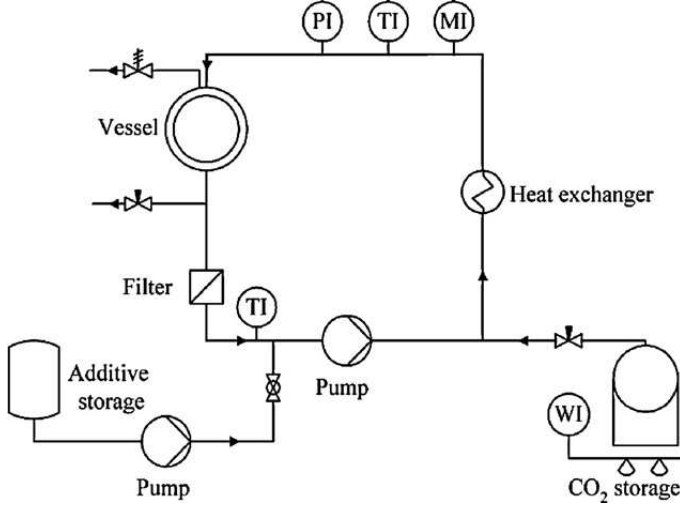 PI TI MI
Vessel
Heat exchanger
Filter
TI
Additive
storage
Pump
WI
Pump
CO₂ storage